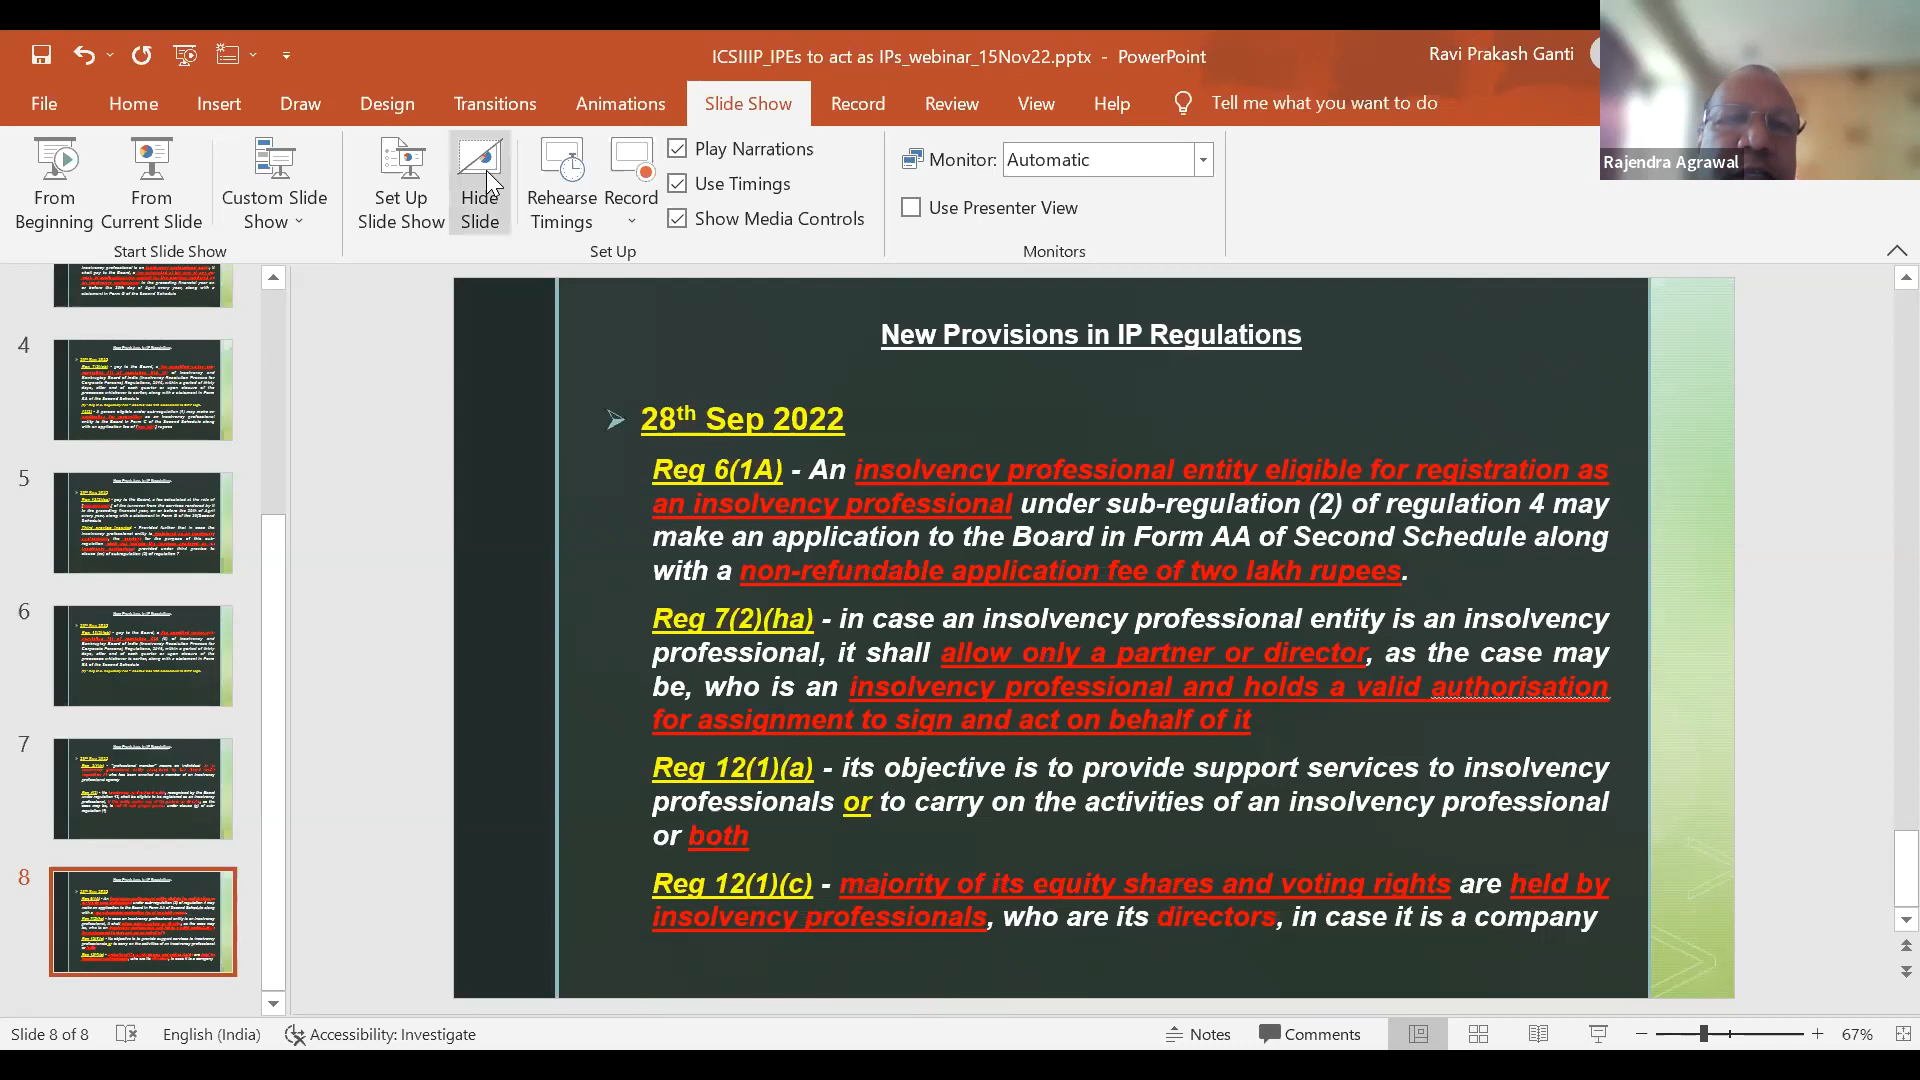 ICSIIIP_IPEs to act as IPs_webinar_15Nov22.pptx - PowerPoint
Ravi Prakash Ganti
File Home Insert Draw Design Transitions Animations Slide Show Record Review View Help Tell me what you want to do
Rajendra Agrawal
From Beginning
From Current Slide
Custom Slide Show
Set Up Slide Show
Hide Slide
Rehearse Timings
Record
Play Narrations
Use Timings
Show Media Controls
Monitor: Automatic
Use Presenter View
Start Slide Show
Set Up
Monitors
4
5
6
7
8
New Provisions in IP Regulations
28th Sep 2022
Reg 6(1A) - An insolvency professional entity eligible for registration as
an insolvency professional under sub-regulation (2) of regulation 4 may
make an application to the Board in Form AA of Second Schedule along
with a non-refundable application fee of two lakh rupees.
Reg 7(2)(ha) - in case an insolvency professional entity is an insolvency
professional, it shall allow only a partner or director, as the case may
be, who is an insolvency professional and holds a valid authorisation
for assignment to sign and act on behalf of it
Reg 12(1)(a) - its objective is to provide support services to insolvency
professionals or to carry on the activities of an insolvency professional
or both
Reg 12(1)(c) - majority of its equity shares and voting rights are held by
insolvency professionals, who are its directors, in case it is a company
Slide 8 of 8 English (India) Accessibility: Investigate Notes Comments 67%